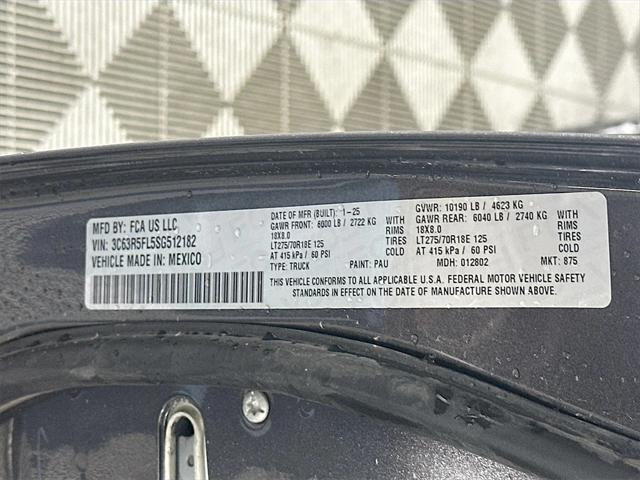 MFD BY: FCA US LLC
VIN: 3C63R5FL5SG512182
VEHICLE MADE IN: MEXICO
DATE OF MFR (BUILT): 1-25
GAWR FRONT: 6000 LB / 2722 KG
18X8.0 RIMS
LT275/70R18E 125 TIRES
AT 415 kPa / 60 PSI COLD
TYPE: TRUCK PAINT: PAU
GVWR: 10190 LB / 4623 KG
GAWR REAR: 6040 LB / 2740 KG
18X8.0 RIMS
LT275/70R18E 125 TIRES
AT 415 kPa / 60 PSI COLD
MDH: 012802 MKT: 875
THIS VEHICLE CONFORMS TO ALL APPLICABLE U.S.A. FEDERAL MOTOR VEHICLE SAFETY
STANDARDS IN EFFECT ON THE DATE OF MANUFACTURE SHOWN ABOVE.